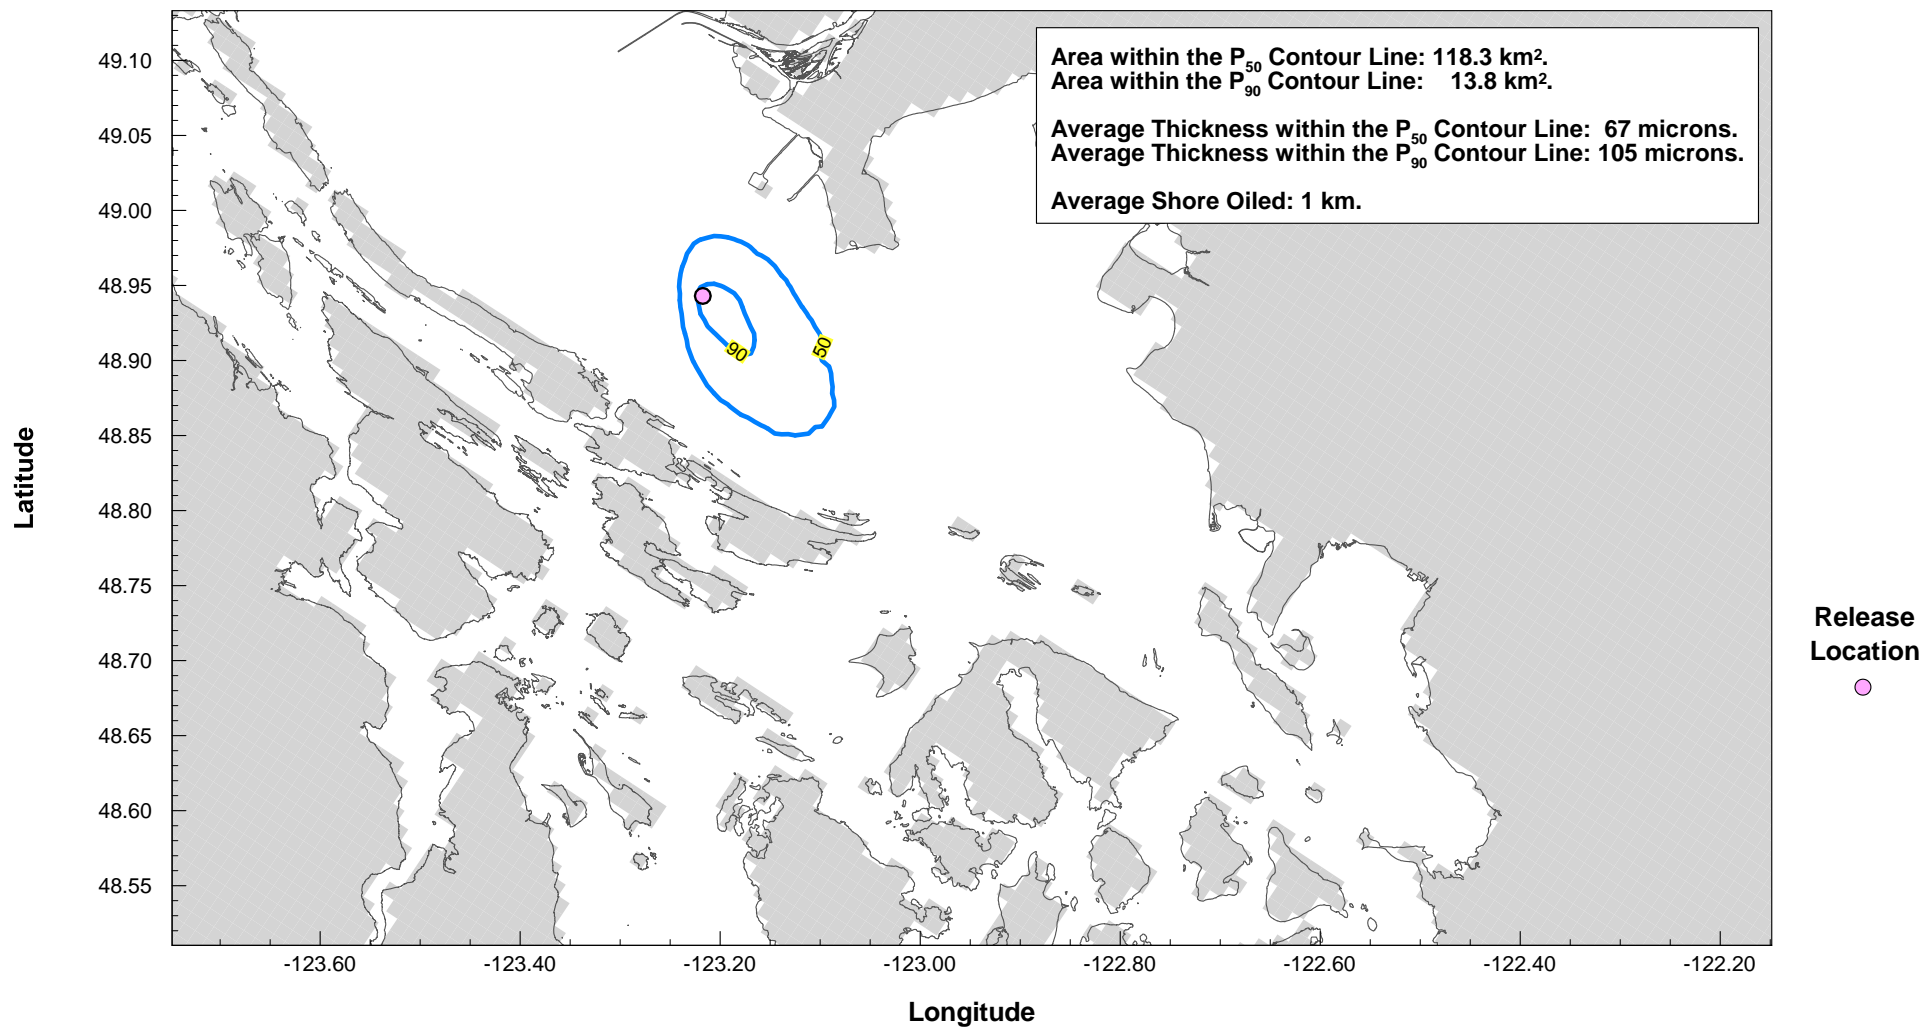 Area within the P50 Contour Line: 118.3 km².
Area within the P90 Contour Line: 13.8 km².
Average Thickness within the P50 Contour Line: 67 microns.
Average Thickness within the P90 Contour Line: 105 microns.
Average Shore Oiled: 1 km.
49.10
49.05
49.00
48.95
48.90
48.85
48.80
48.75
48.70
48.65
48.60
48.55
Latitude
90
50
Release
Location
-123.60
-123.40
-123.20
-123.00
-122.80
-122.60
-122.40
-122.20
Longitude